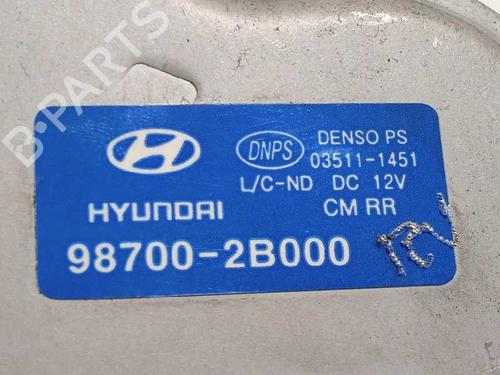 B-PARTS
DNPS
DENSO PS
03511-1451
L/C-ND DC 12V
HYUNDAI
CM RR
98700-2B000